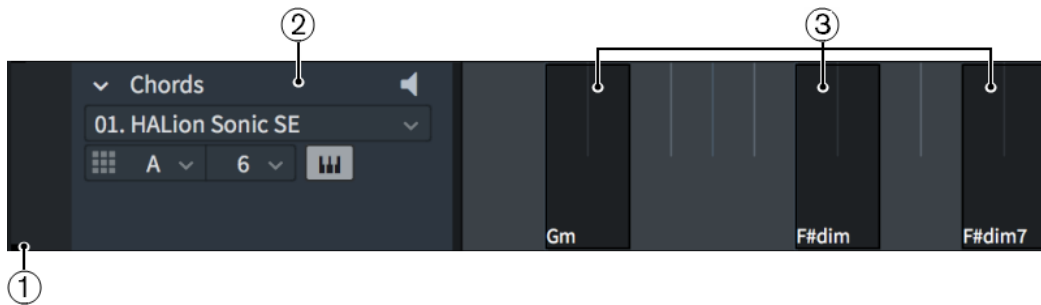 ② ③
Chords
01. HALion Sonic SE
A 6
Gm F#dim F#dim7
①